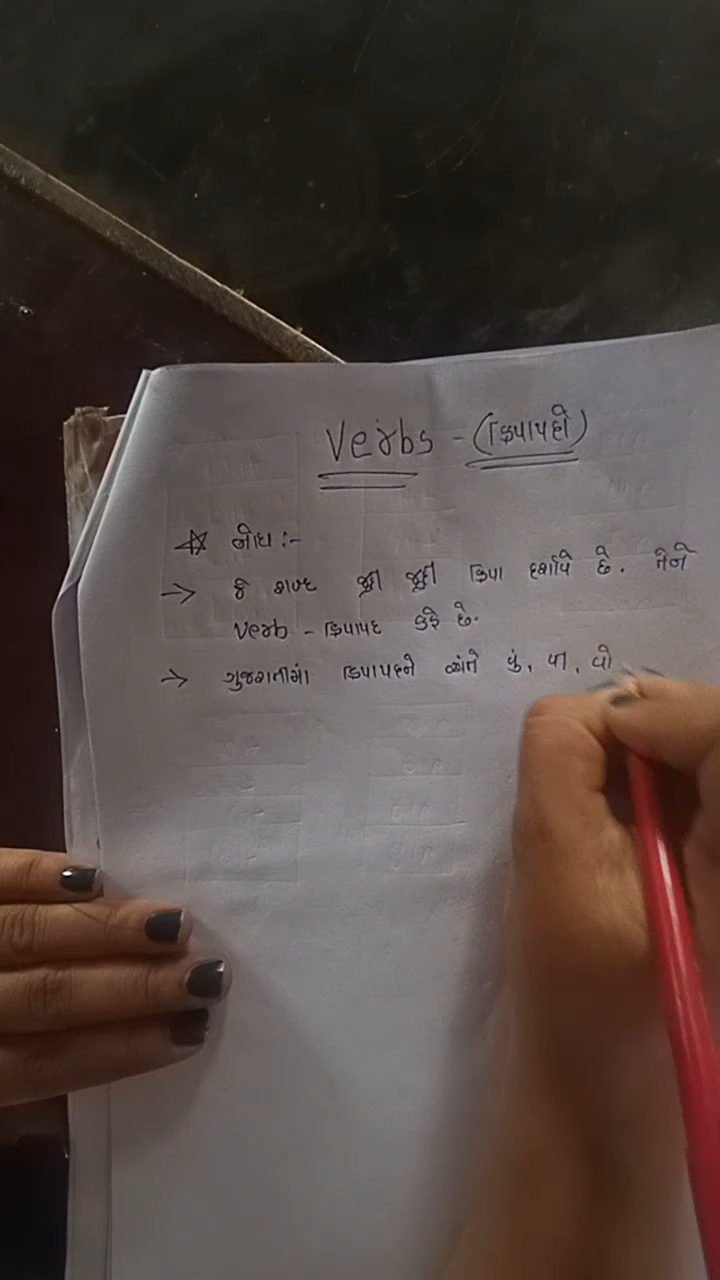 Verbs - (ક્રિયાપદો)
નોંધ :-
→ જે શબ્દ જુદી જુદી ક્રિયા દર્શાવે છે. તેને
Verb - ક્રિયાપદ કહે છે.
→ ગુજરાતીમાં ક્રિયાપદને અંતે વું, યા, યો